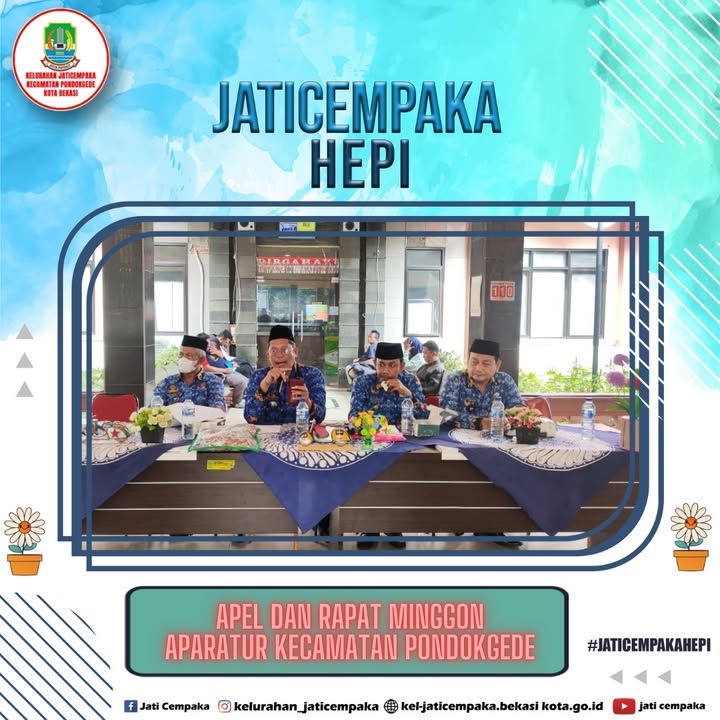 KELURAHAN JATICEMPAKA
KECAMATAN PONDOKGEDE
KOTA BEKASI
JATICEMPAKA
HEPI
110
APEL DAN RAPAT MINGGON
APARATUR KECAMATAN PONDOKGEDE
#JATICEMPAKAHEPI
Jati Cempaka kelurahan_jaticempaka kel-jaticempaka.bekasi kota.go.id jati cempaka